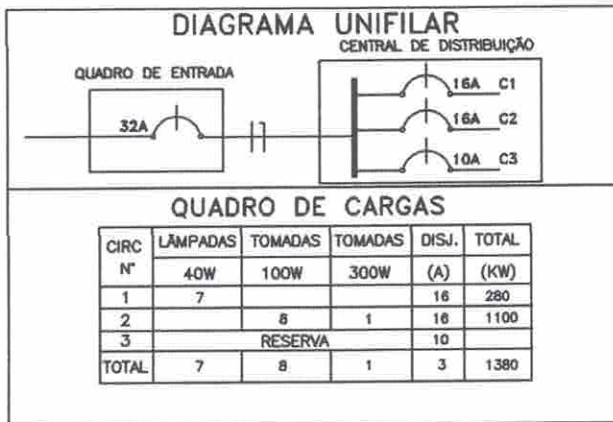 DIAGRAMA UNIFILAR
CENTRAL DE DISTRIBUIÇÃO
QUADRO DE ENTRADA
32A
16A C1
16A C2
10A C3
QUADRO DE CARGAS
CIRC N° LÂMPADAS TOMADAS TOMADAS DISJ. TOTAL
40W 100W 300W (A) (KW)
1 7 16 280
2 8 1 16 1100
3 RESERVA 10
TOTAL 7 8 1 3 1380